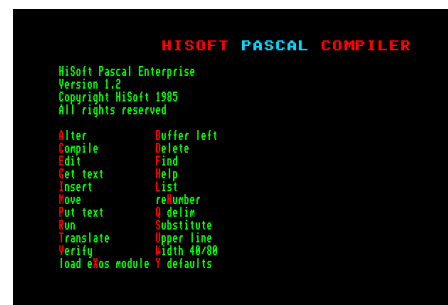 HISOFT PASCAL COMPILER
HiSoft Pascal Enterprise
Version 1.2
Copyright HiSoft 1985
All rights reserved
Alter Buffer left
Compile Delete
Edit Find
Get text Help
Insert List
Move reNumber
Put text Q delim
Run Substitute
Translate Upper line
Verify Width 40/80
load eXos module Y defaults